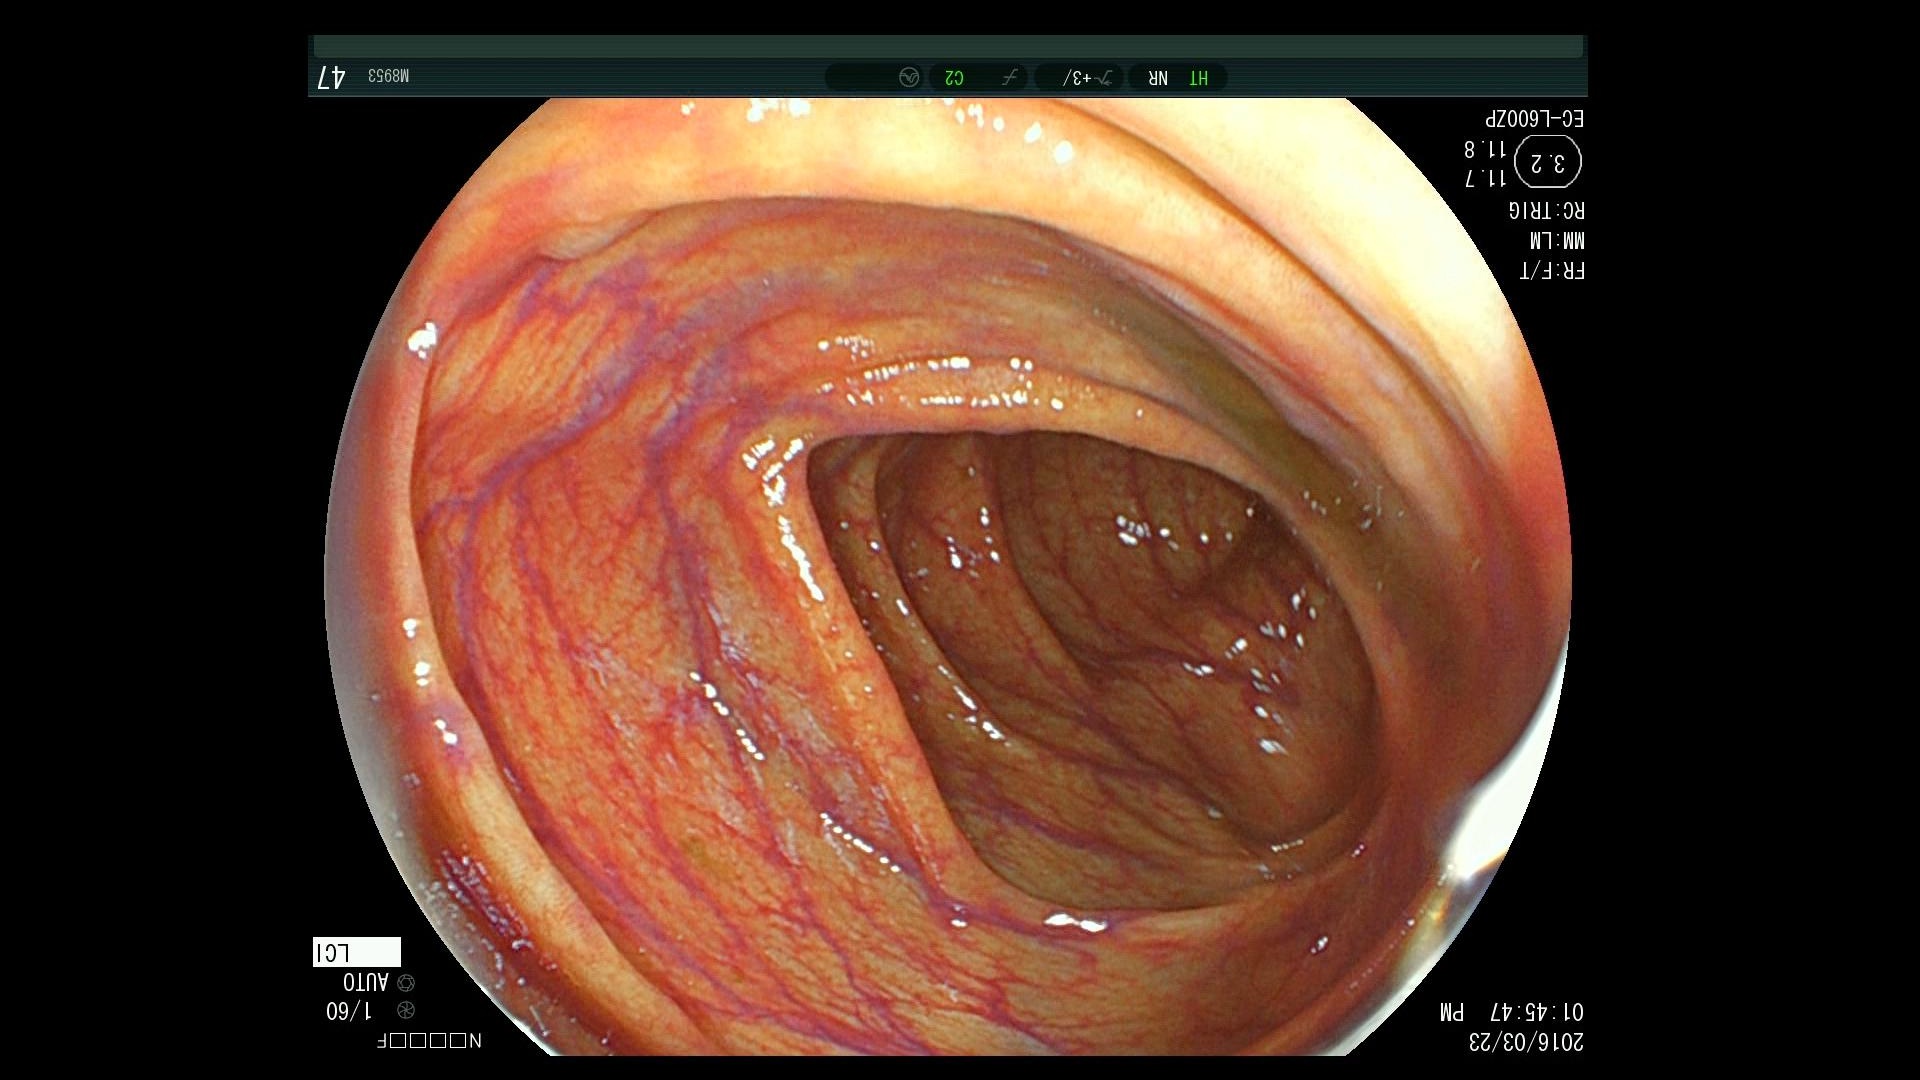 2016/03/23
01:45:47 PM
N□□□□F
1/60
AUTO
LCI
FR:F/T
MM:LM
RC:TRIG
3.2
11.7
11.8
EC-L600ZP
HT NR +3/ C2
M8953 47